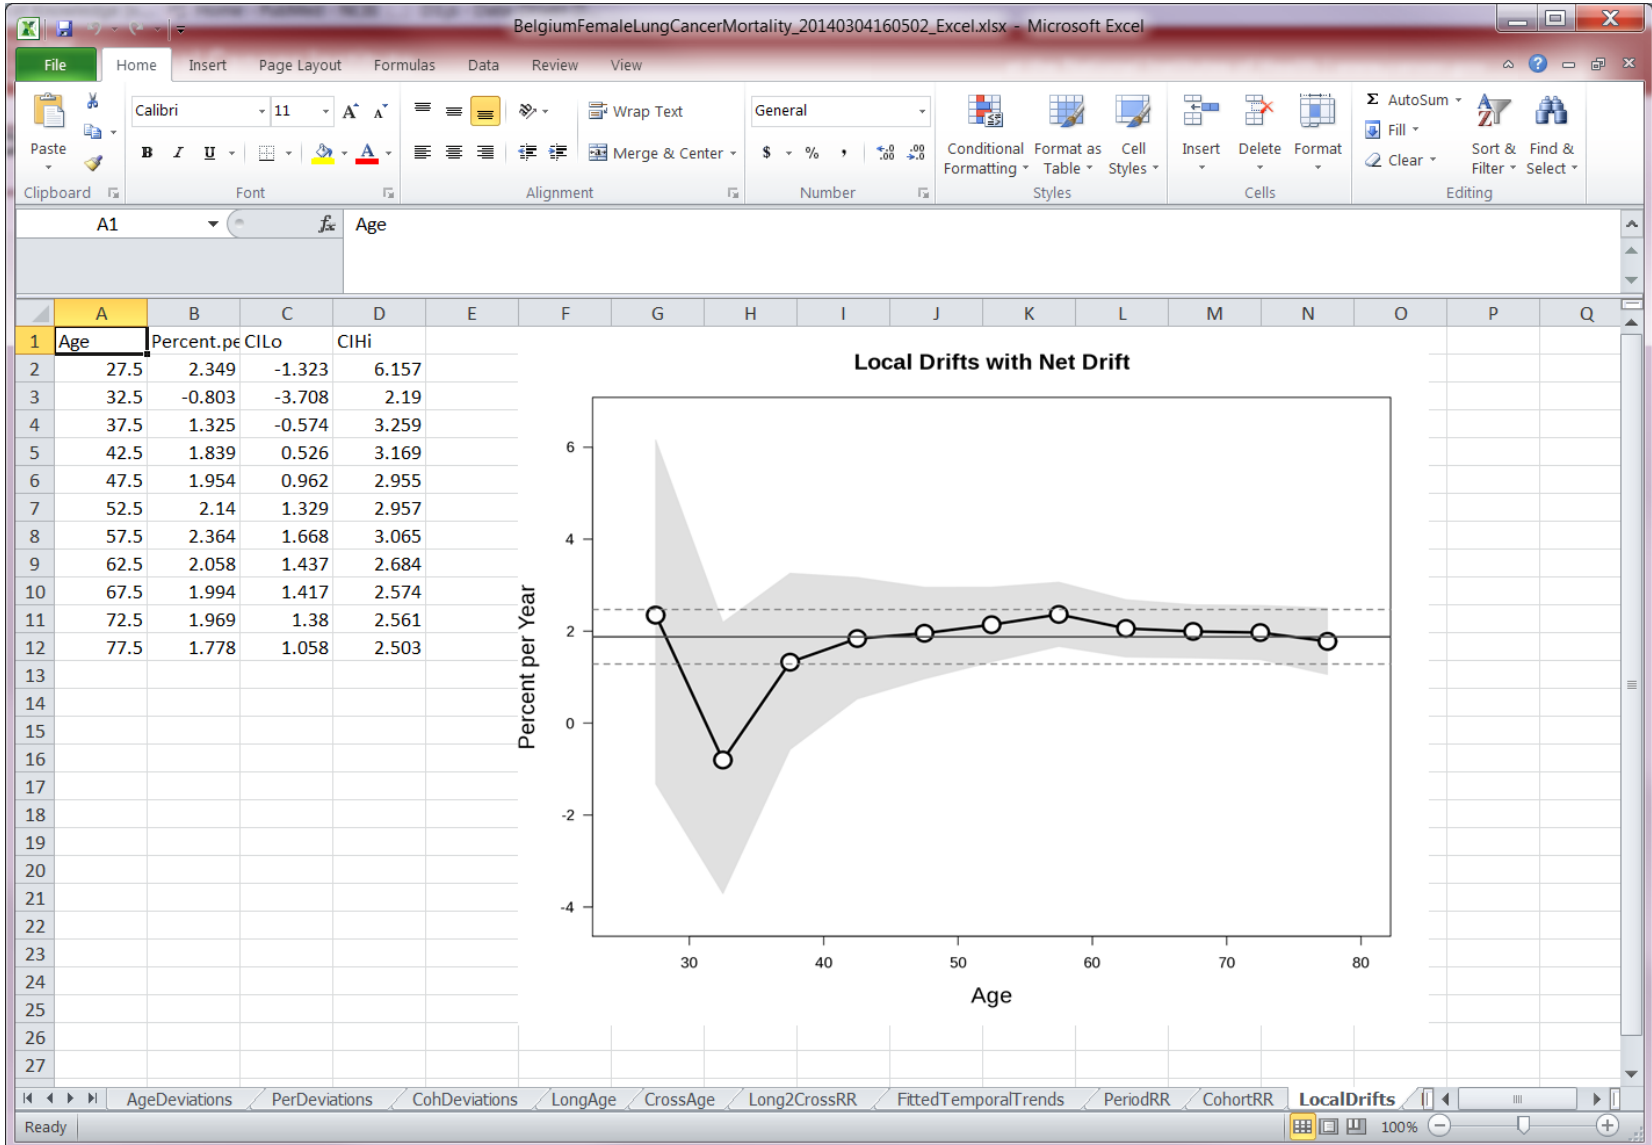 BelgiumFemaleLungCancerMortality_20140304160502_Excel.xlsx - Microsoft Excel
File Home Insert Page Layout Formulas Data Review View
Calibri 11 A A Wrap Text General Σ AutoSum
Paste Fill
B I U A Merge & Center $ % , .00 .0 .00 Conditional Formatting Format as Table Cell Styles Insert Delete Format Clear Sort & Filter Find & Select
Clipboard Font Alignment Number Styles Cells Editing
A1 fx Age
A B C D E F G H I J K L M N O P Q
1 Age Percent.pe CILo CIHi
2 27.5 2.349 -1.323 6.157
3 32.5 -0.803 -3.708 2.19
4 37.5 1.325 -0.574 3.259
5 42.5 1.839 0.526 3.169
6 47.5 1.954 0.962 2.955
7 52.5 2.14 1.329 2.957
8 57.5 2.364 1.668 3.065
9 62.5 2.058 1.437 2.684
10 67.5 1.994 1.417 2.574
11 72.5 1.969 1.38 2.561
12 77.5 1.778 1.058 2.503
13
14
15
16
17
18
19
20
21
22
23
24
25
26
27
Local Drifts with Net Drift
Percent per Year
6
4
2
0
-2
-4
30 40 50 60 70 80
Age
AgeDeviations PerDeviations CohDeviations LongAge CrossAge Long2CrossRR FittedTemporalTrends PeriodRR CohortRR LocalDrifts
Ready 100%